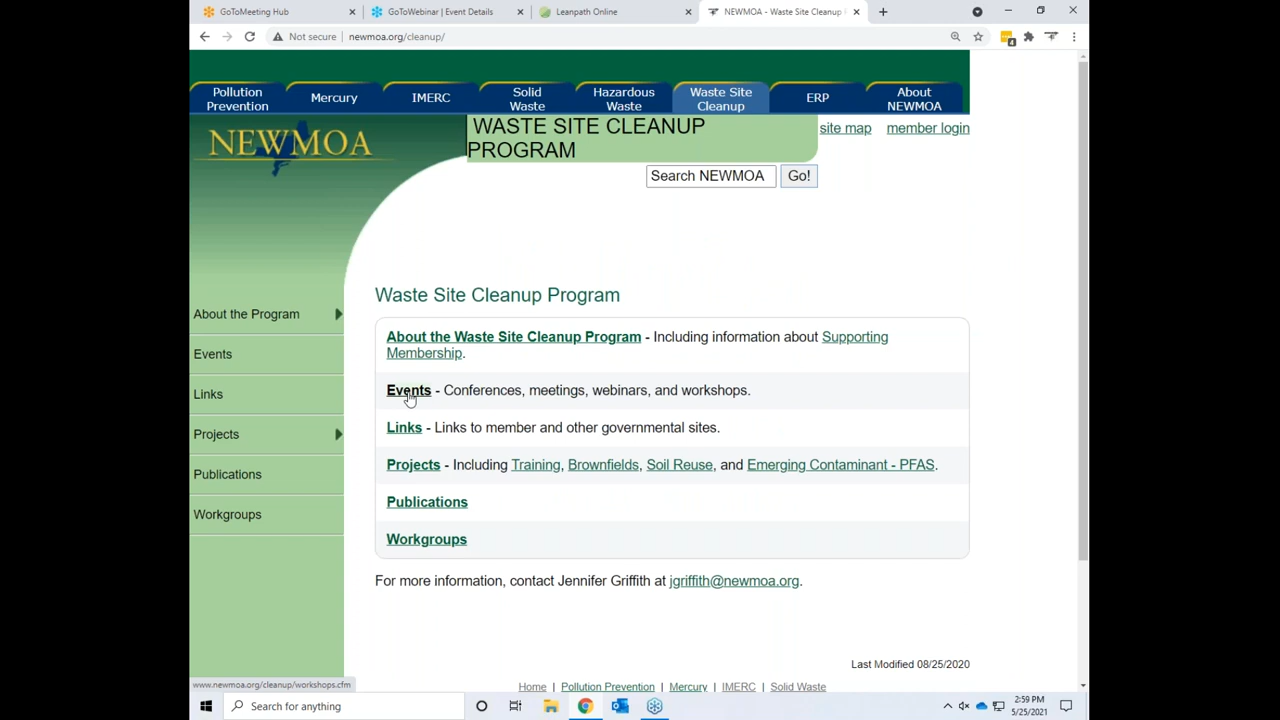 GoToMeeting Hub
GoToWebinar | Event Details
Leanpath Online
NEWMOA - Waste Site Cleanup
Not secure | newmoa.org/cleanup/
4
Pollution
Prevention
Mercury
IMERC
Solid
Waste
Hazardous
Waste
Waste Site
Cleanup
ERP
About
NEWMOA
NEWMOA
WASTE SITE CLEANUP
PROGRAM
site map
member login
Search NEWMOA
Go!
About the Program
Events
Links
Projects
Publications
Workgroups
Waste Site Cleanup Program
About the Waste Site Cleanup Program - Including information about Supporting
Membership.
Events - Conferences, meetings, webinars, and workshops.
Links - Links to member and other governmental sites.
Projects - Including Training, Brownfields, Soil Reuse, and Emerging Contaminant - PFAS.
Publications
Workgroups
For more information, contact Jennifer Griffith at jgriffith@newmoa.org.
Last Modified 08/25/2020
Home | Pollution Prevention | Mercury | IMERC | Solid Waste
www.newmoa.org/cleanup/workshops.cfm
Search for anything
2:59 PM
5/25/2021